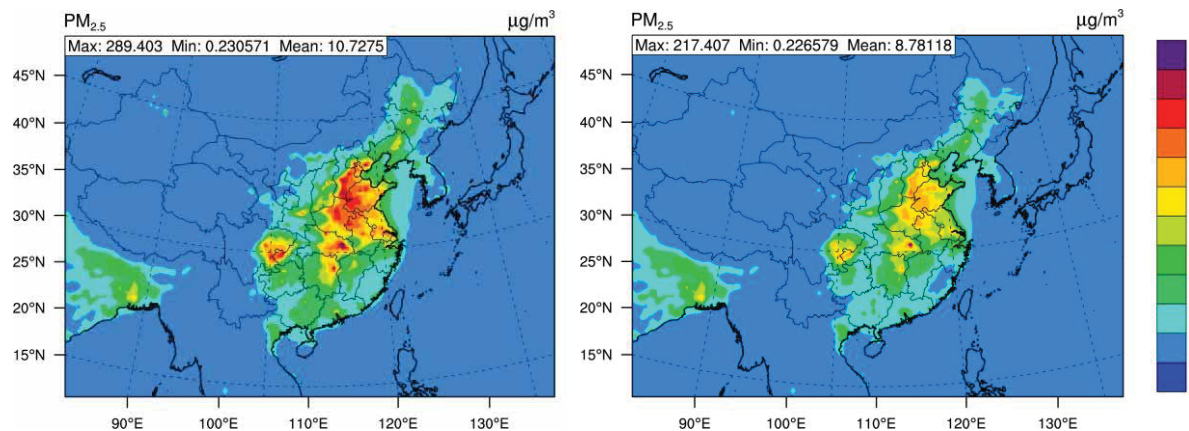 PM2.5 μg/m3
Max: 289.403 Min: 0.230571 Mean: 10.7275
45°N
40°N
35°N
30°N
25°N
20°N
15°N
90°E 100°E 110°E 120°E 130°E
PM2.5 μg/m3
Max: 217.407 Min: 0.226579 Mean: 8.78118
45°N
40°N
35°N
30°N
25°N
20°N
15°N
90°E 100°E 110°E 120°E 130°E